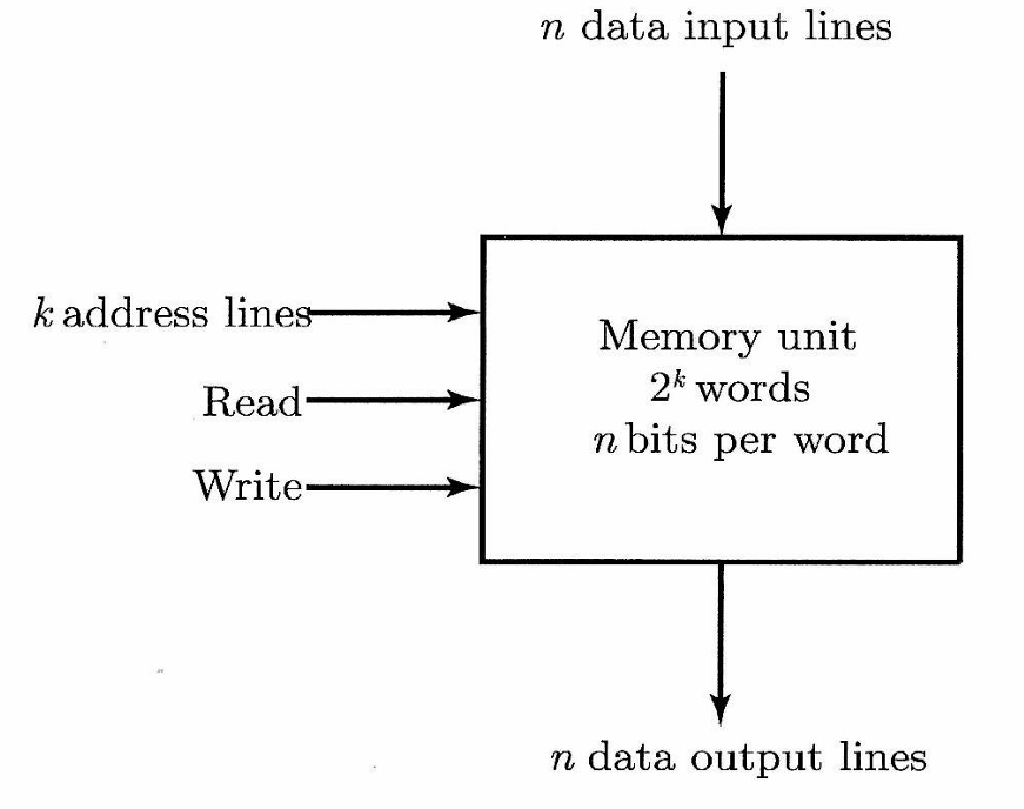 n data input lines
k address lines
Read
Write
Memory unit
2^k words
n bits per word
n data output lines